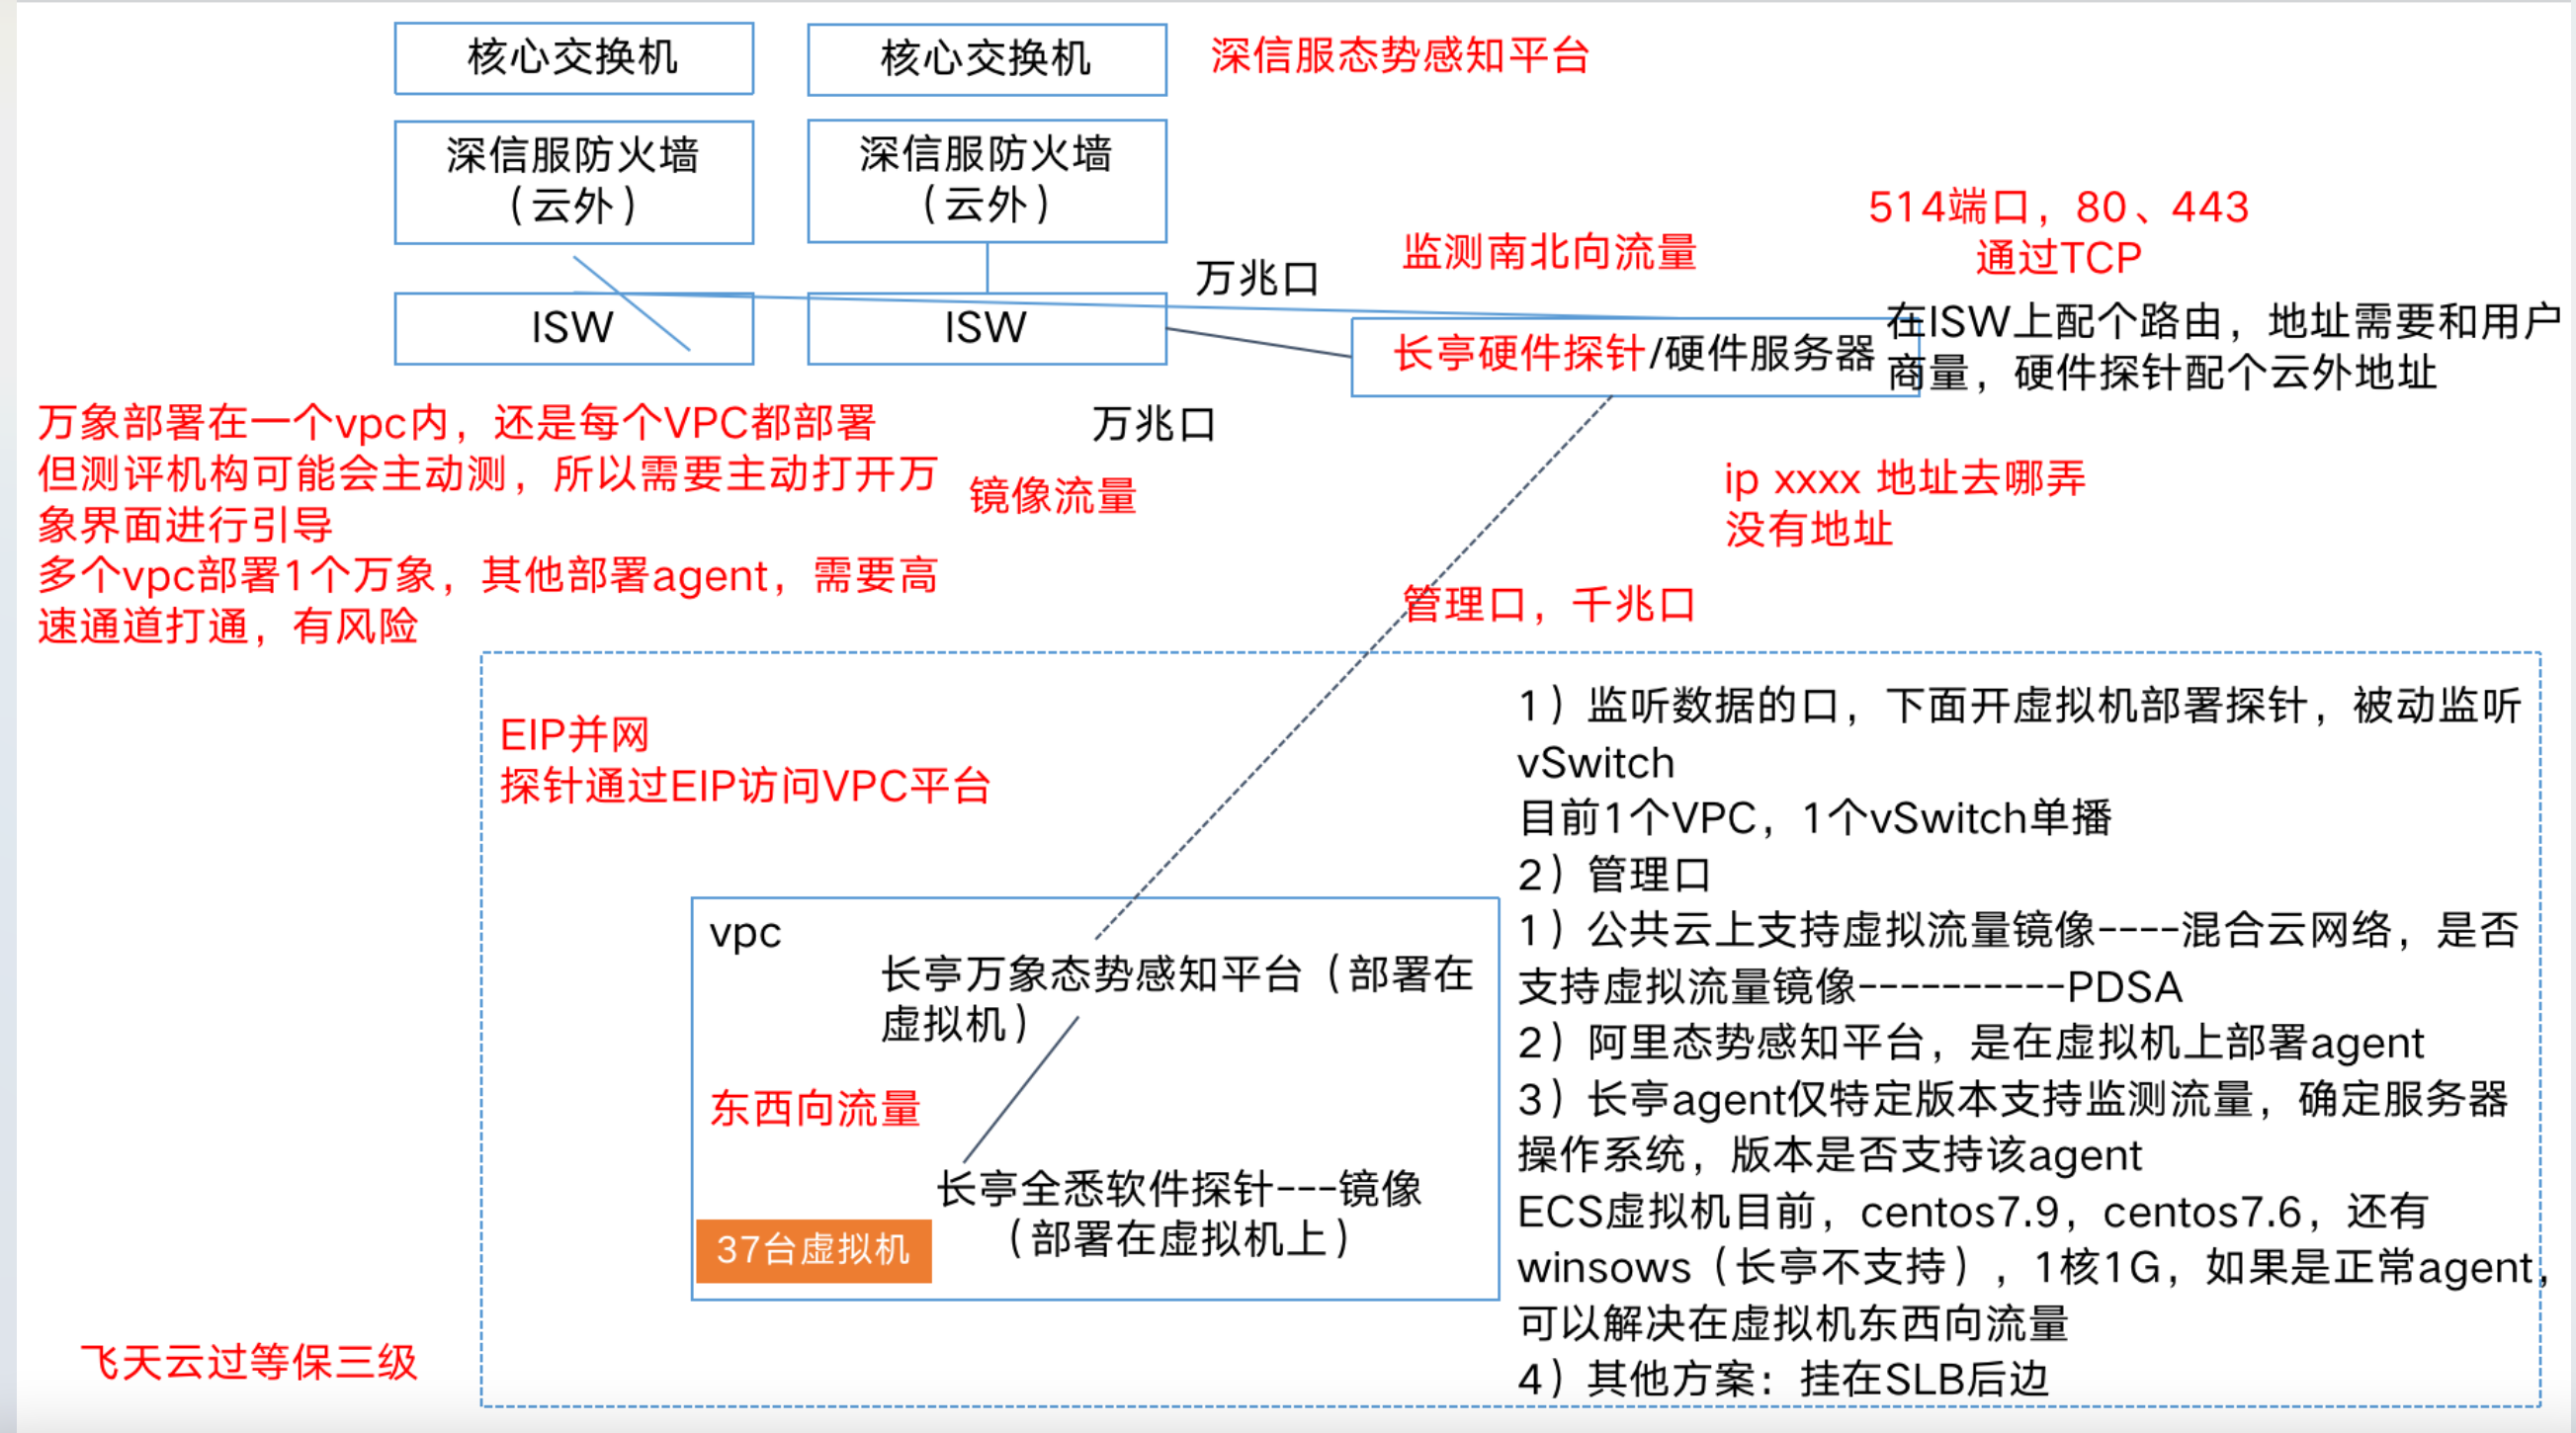 核心交换机
核心交换机
深信服态势感知平台
深信服防火墙
（云外）
深信服防火墙
（云外）
514端口，80、443
通过TCP
监测南北向流量
万兆口
ISW
ISW
长亭硬件探针/硬件服务器
在ISW上配个路由，地址需要和用户
商量，硬件探针配个云外地址
万象部署在一个vpc内，还是每个VPC都部署
但测评机构可能会主动测，所以需要主动打开万
象界面进行引导
多个vpc部署1个万象，其他部署agent，需要高
速通道打通，有风险
万兆口
镜像流量
ip xxxx 地址去哪弄
没有地址
管理口，千兆口
EIP并网
探针通过EIP访问VPC平台
vpc
长亭万象态势感知平台（部署在
虚拟机）
东西向流量
长亭全悉软件探针---镜像
（部署在虚拟机上）
37台虚拟机
1）监听数据的口，下面开虚拟机部署探针，被动监听
vSwitch
目前1个VPC，1个vSwitch单播
2）管理口
1）公共云上支持虚拟流量镜像----混合云网络，是否
支持虚拟流量镜像----------PDSA
2）阿里态势感知平台，是在虚拟机上部署agent
3）长亭agent仅特定版本支持监测流量，确定服务器
操作系统，版本是否支持该agent
ECS虚拟机目前，centos7.9，centos7.6，还有
winsows（长亭不支持），1核1G，如果是正常agent，
可以解决在虚拟机东西向流量
4）其他方案：挂在SLB后边
飞天云过等保三级